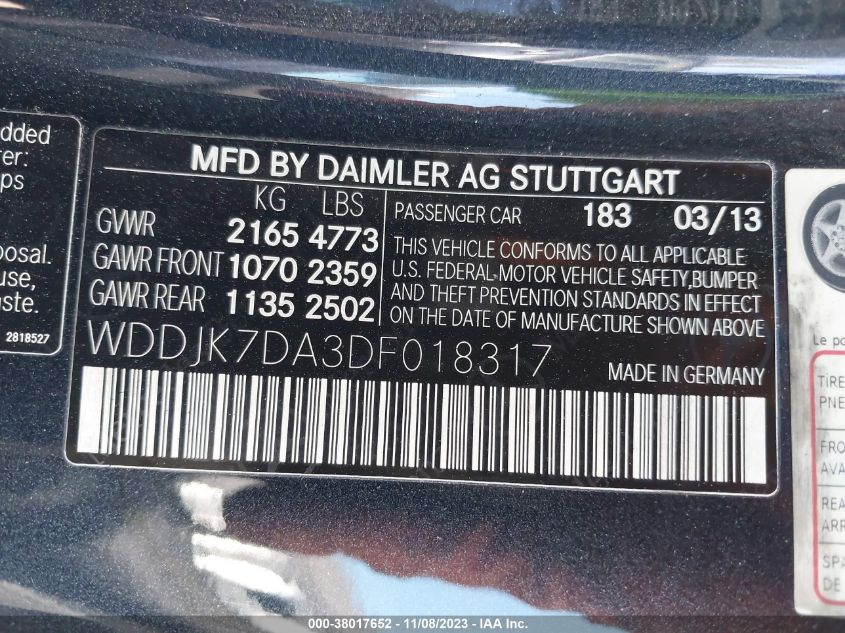 dded
rer:
ps
posal.
use,
aste.
2818527
MFD BY DAIMLER AG STUTTGART
KG LBS
GVWR 2165 4773
GAWR FRONT 1070 2359
GAWR REAR 1135 2502
PASSENGER CAR 183 03/13
THIS VEHICLE CONFORMS TO ALL APPLICABLE
U.S. FEDERAL-MOTOR VEHICLE SAFETY,BUMPER
AND THEFT PREVENTION STANDARDS IN EFFECT
ON THE DATE OF MANUFACTURE SHOWN ABOVE
WDDJK7DA3DF018317
MADE IN GERMANY
Le po
TIRE
PNE
FRO
AVA
REA
ARR
SPA
DE
000-38017652 - 11/08/2023 - IAA Inc.